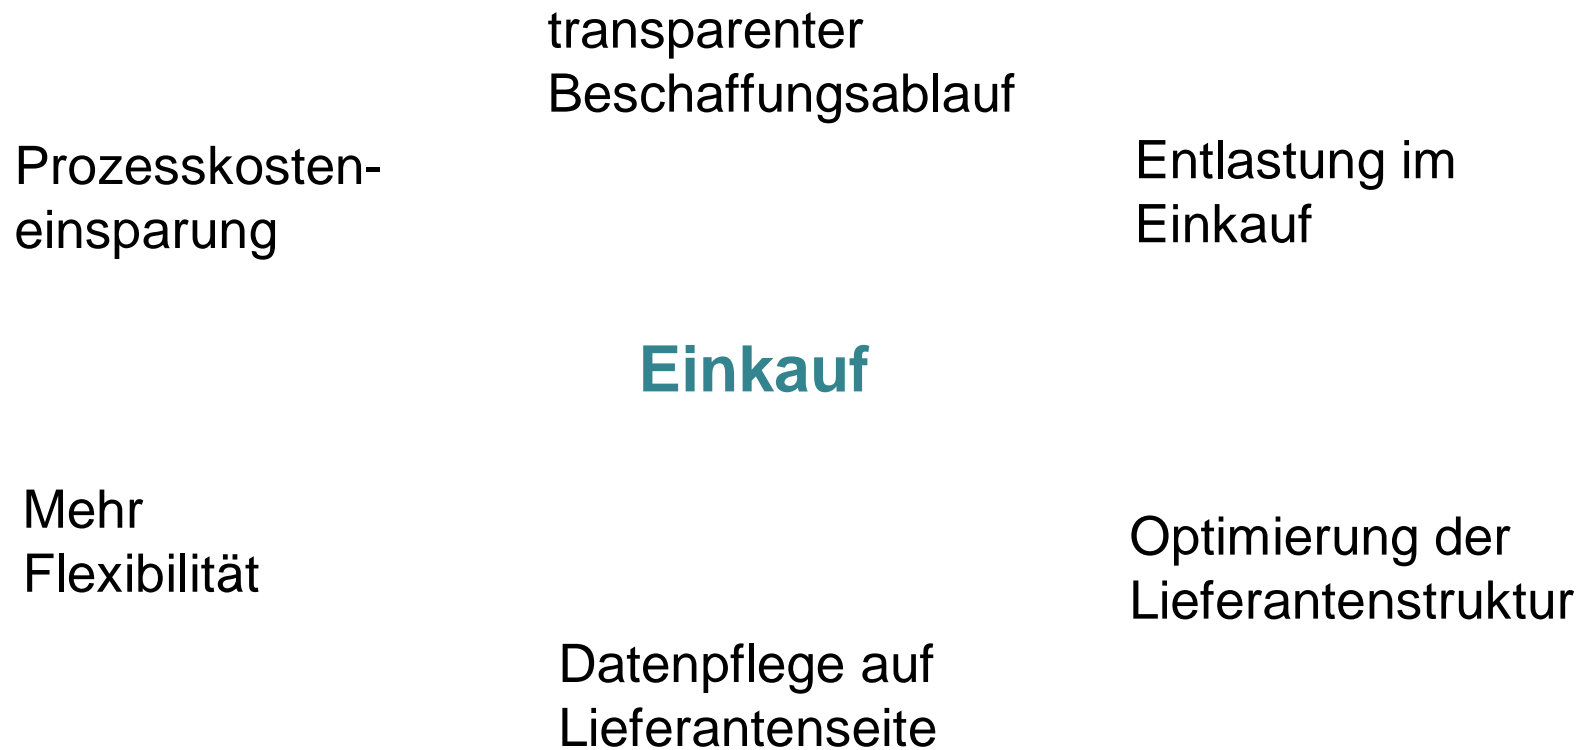 transparenter
Beschaffungsablauf
Prozesskosten-
einsparung
Entlastung im
Einkauf
Einkauf
Mehr
Flexibilität
Optimierung der
Lieferantenstruktur
Datenpflege auf
Lieferantenseite